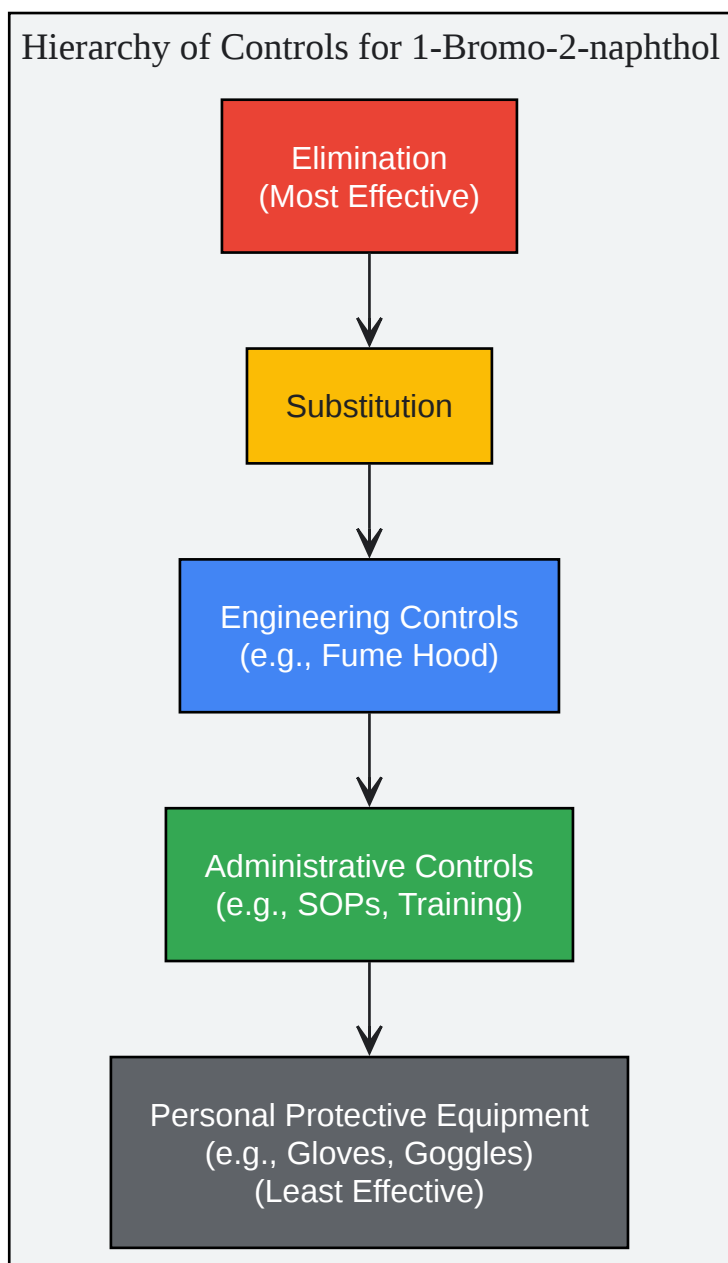 Hierarchy of Controls for 1-Bromo-2-naphthol
Elimination
(Most Effective)
Substitution
Engineering Controls
(e.g., Fume Hood)
Administrative Controls
(e.g., SOPs, Training)
Personal Protective Equipment
(e.g., Gloves, Goggles)
(Least Effective)